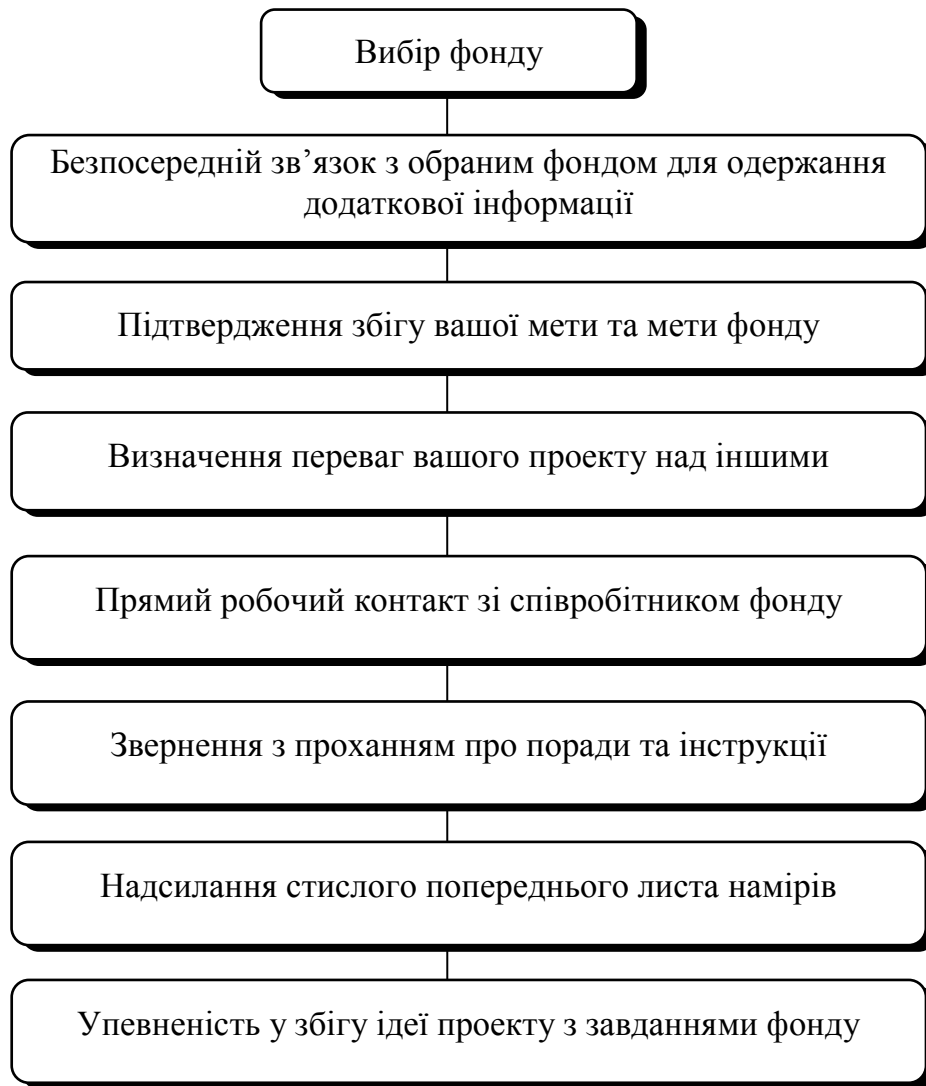 Вибір фонду
Безпосередній зв’язок з обраним фондом для одержання
додаткової інформації
Підтвердження збігу вашої мети та мети фонду
Визначення переваг вашого проекту над іншими
Прямий робочий контакт зі співробітником фонду
Звернення з проханням про поради та інструкції
Надсилання стислого попереднього листа намірів
Упевненість у збігу ідеї проекту з завданнями фонду